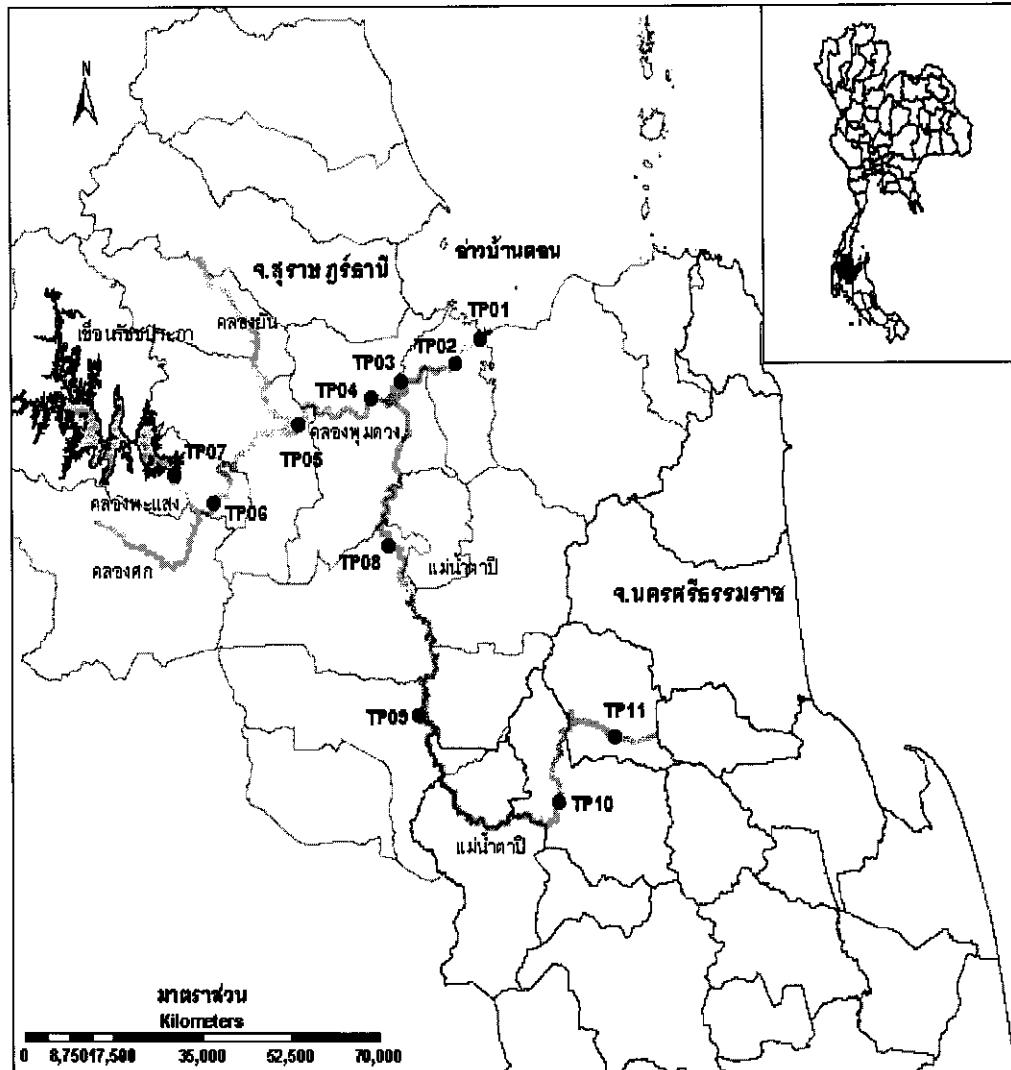 N
จ.สุราษฎร์ธานี
อ่าวบ้านดอน
คลองยัน
TP01
เขื่อนรัชชประภา
TP02
TP03
TP04
คลองพุมดวง
TP05
TP07
คลองพะแสง
TP06
คลองศก
TP08
แม่น้ำตาปี
จ.นครศรีธรรมราช
TP09
TP11
TP10
แม่น้ำตาปี
มาตราส่วน
Kilometers
0 8,75017,500 35,000 52,500 70,000